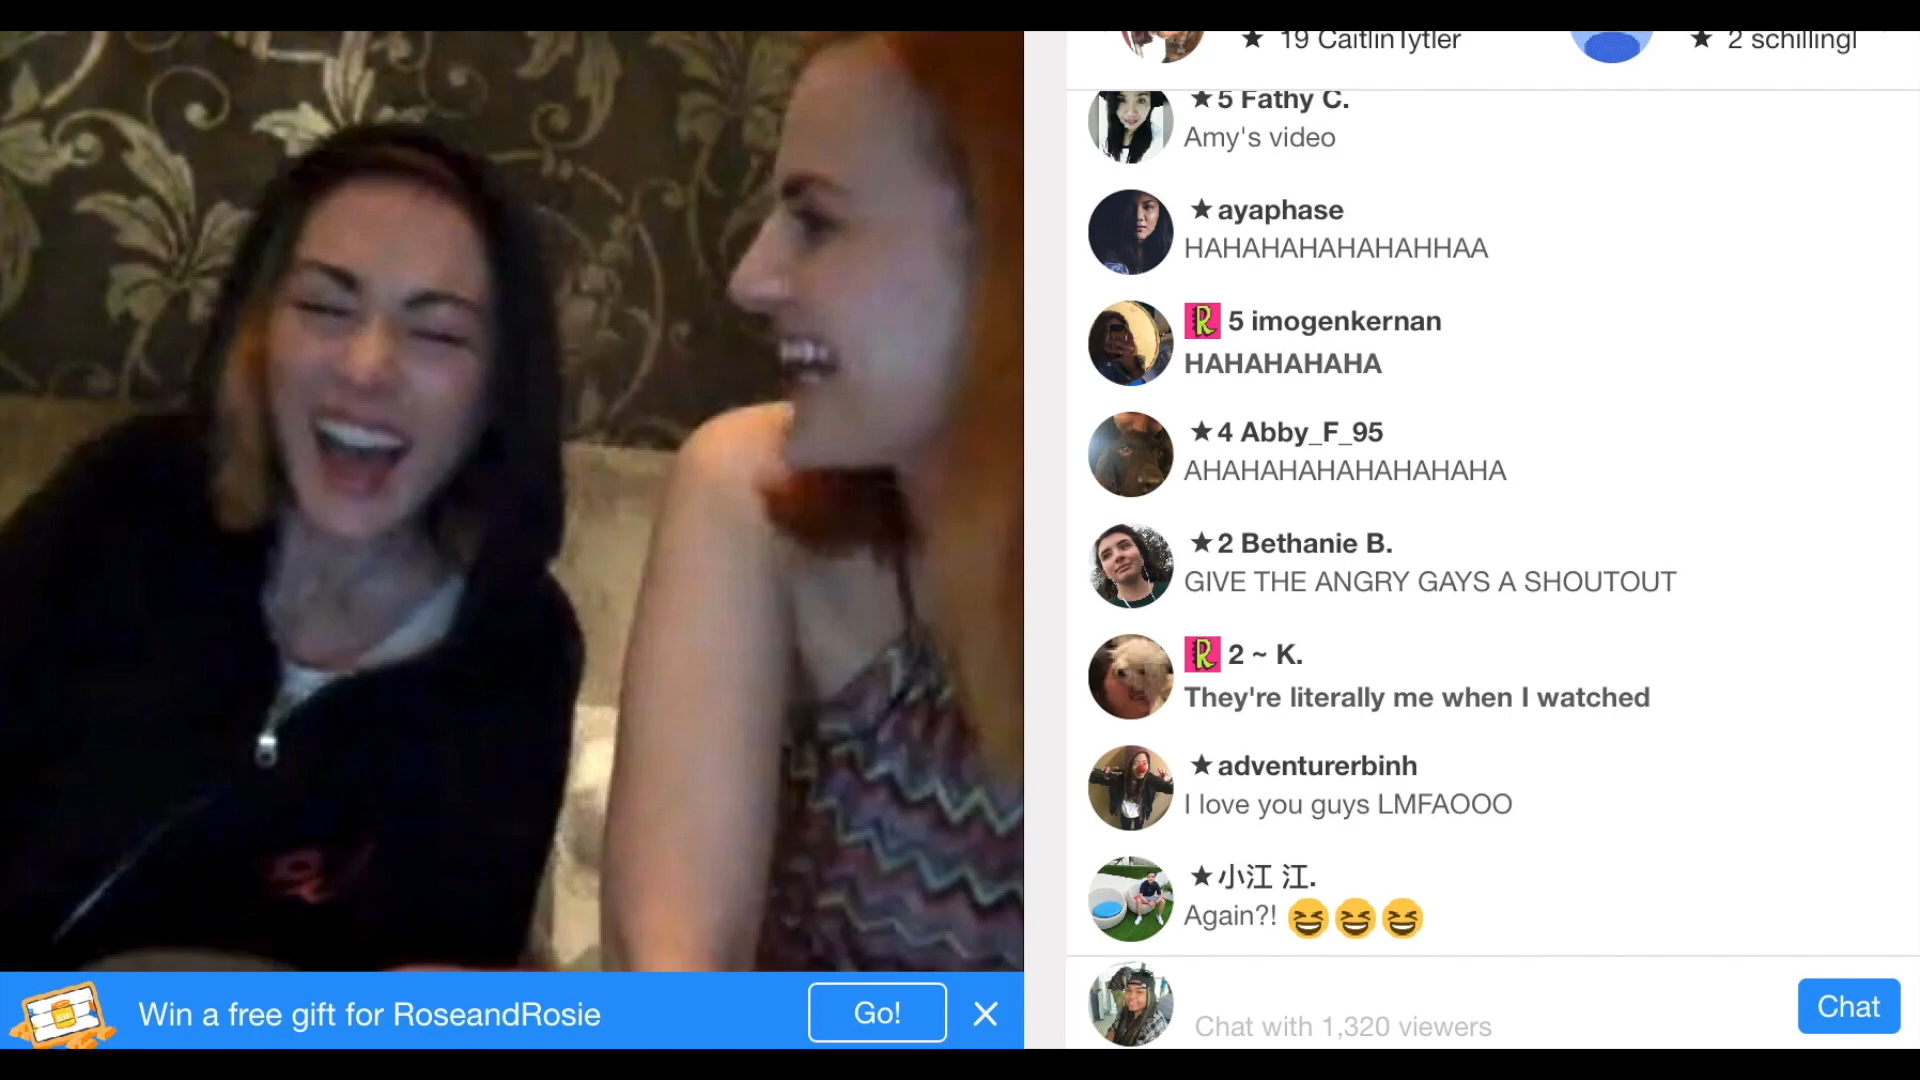 ★ 19 CaitlinTytler
★ 2 schillingl
★5 Fathy C.
Amy's video
★ayaphase
HAHAHAHAHAHAHHAA
R 5 imogenkernan
HAHAHAHAHA
★4 Abby_F_95
AHAHAHAHAHAHAHAHA
★2 Bethanie B.
GIVE THE ANGRY GAYS A SHOUTOUT
R 2 ~ K.
They're literally me when I watched
★adventurerbinh
I love you guys LMFAOOO
★小江 江.
Again?! 😆😆😆
Win a free gift for RoseandRosie
Go!
Chat with 1,320 viewers
Chat